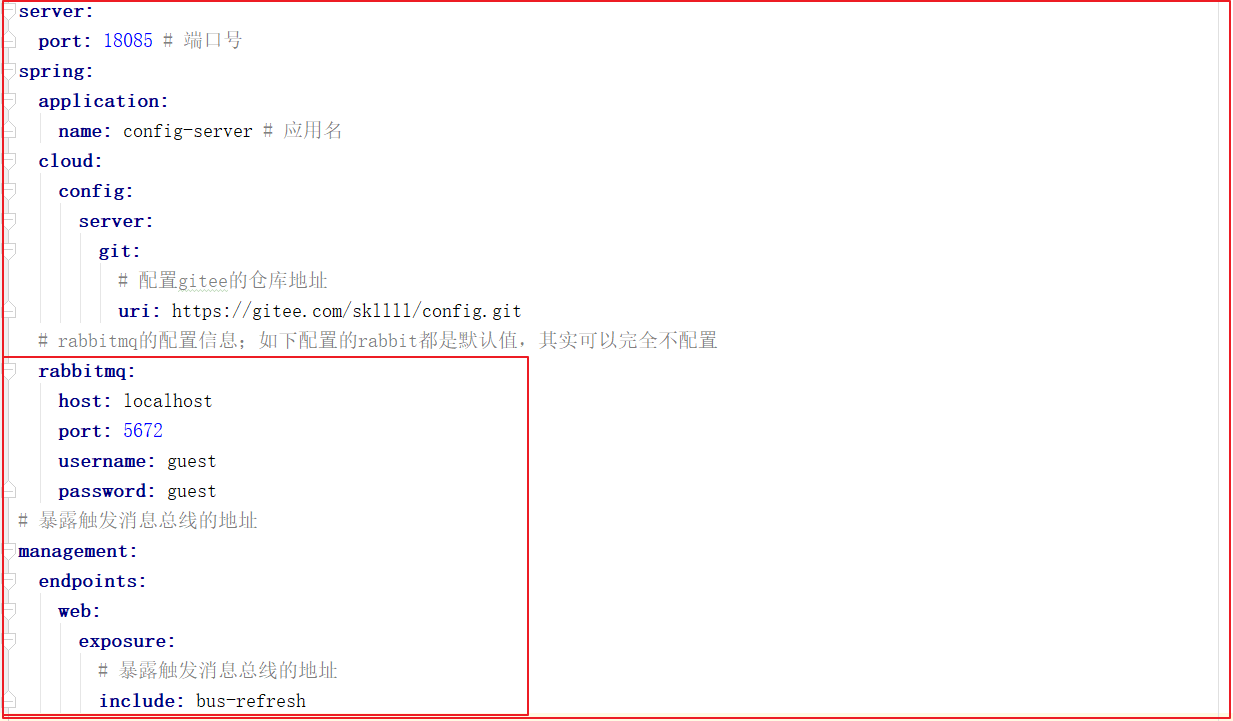 server:
  port: 18085 # 端口号
spring:
  application:
    name: config-server # 应用名
  cloud:
    config:
      server:
        git:
          # 配置gitee的仓库地址
          uri: https://gitee.com/skllll/config.git
  # rabbitmq的配置信息；如下配置的rabbit都是默认值，其实可以完全不配置
  rabbitmq:
    host: localhost
    port: 5672
    username: guest
    password: guest
# 暴露触发消息总线的地址
management:
  endpoints:
    web:
      exposure:
        # 暴露触发消息总线的地址
        include: bus-refresh